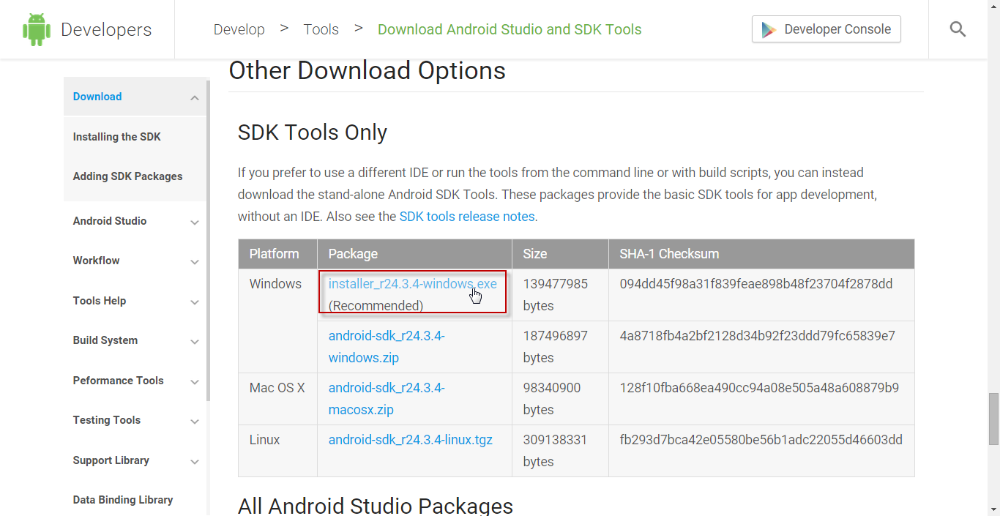 Developers
Develop > Tools > Download Android Studio and SDK Tools
Developer Console
Download
Installing the SDK
Adding SDK Packages
Android Studio
Workflow
Tools Help
Build System
Peformance Tools
Testing Tools
Support Library
Data Binding Library
Other Download Options
SDK Tools Only
If you prefer to use a different IDE or run the tools from the command line or with build scripts, you can instead
download the stand-alone Android SDK Tools. These packages provide the basic SDK tools for app development,
without an IDE. Also see the SDK tools release notes.
Platform Package Size SHA-1 Checksum
Windows installer_r24.3.4-windows.exe 139477985 094dd45f98a31f839feae898b48f23704f2878dd
(Recommended) bytes
android-sdk_r24.3.4- 187496897 4a8718fb4a2bf2128d34b92f23ddd79fc65839e7
windows.zip bytes
Mac OS X android-sdk_r24.3.4- 98340900 128f10fba668ea490cc94a08e505a48a608879b9
macosx.zip bytes
Linux android-sdk_r24.3.4-linux.tgz 309138331 fb293d7bca42e05580be56b1adc22055d46603dd
bytes
All Android Studio Packages